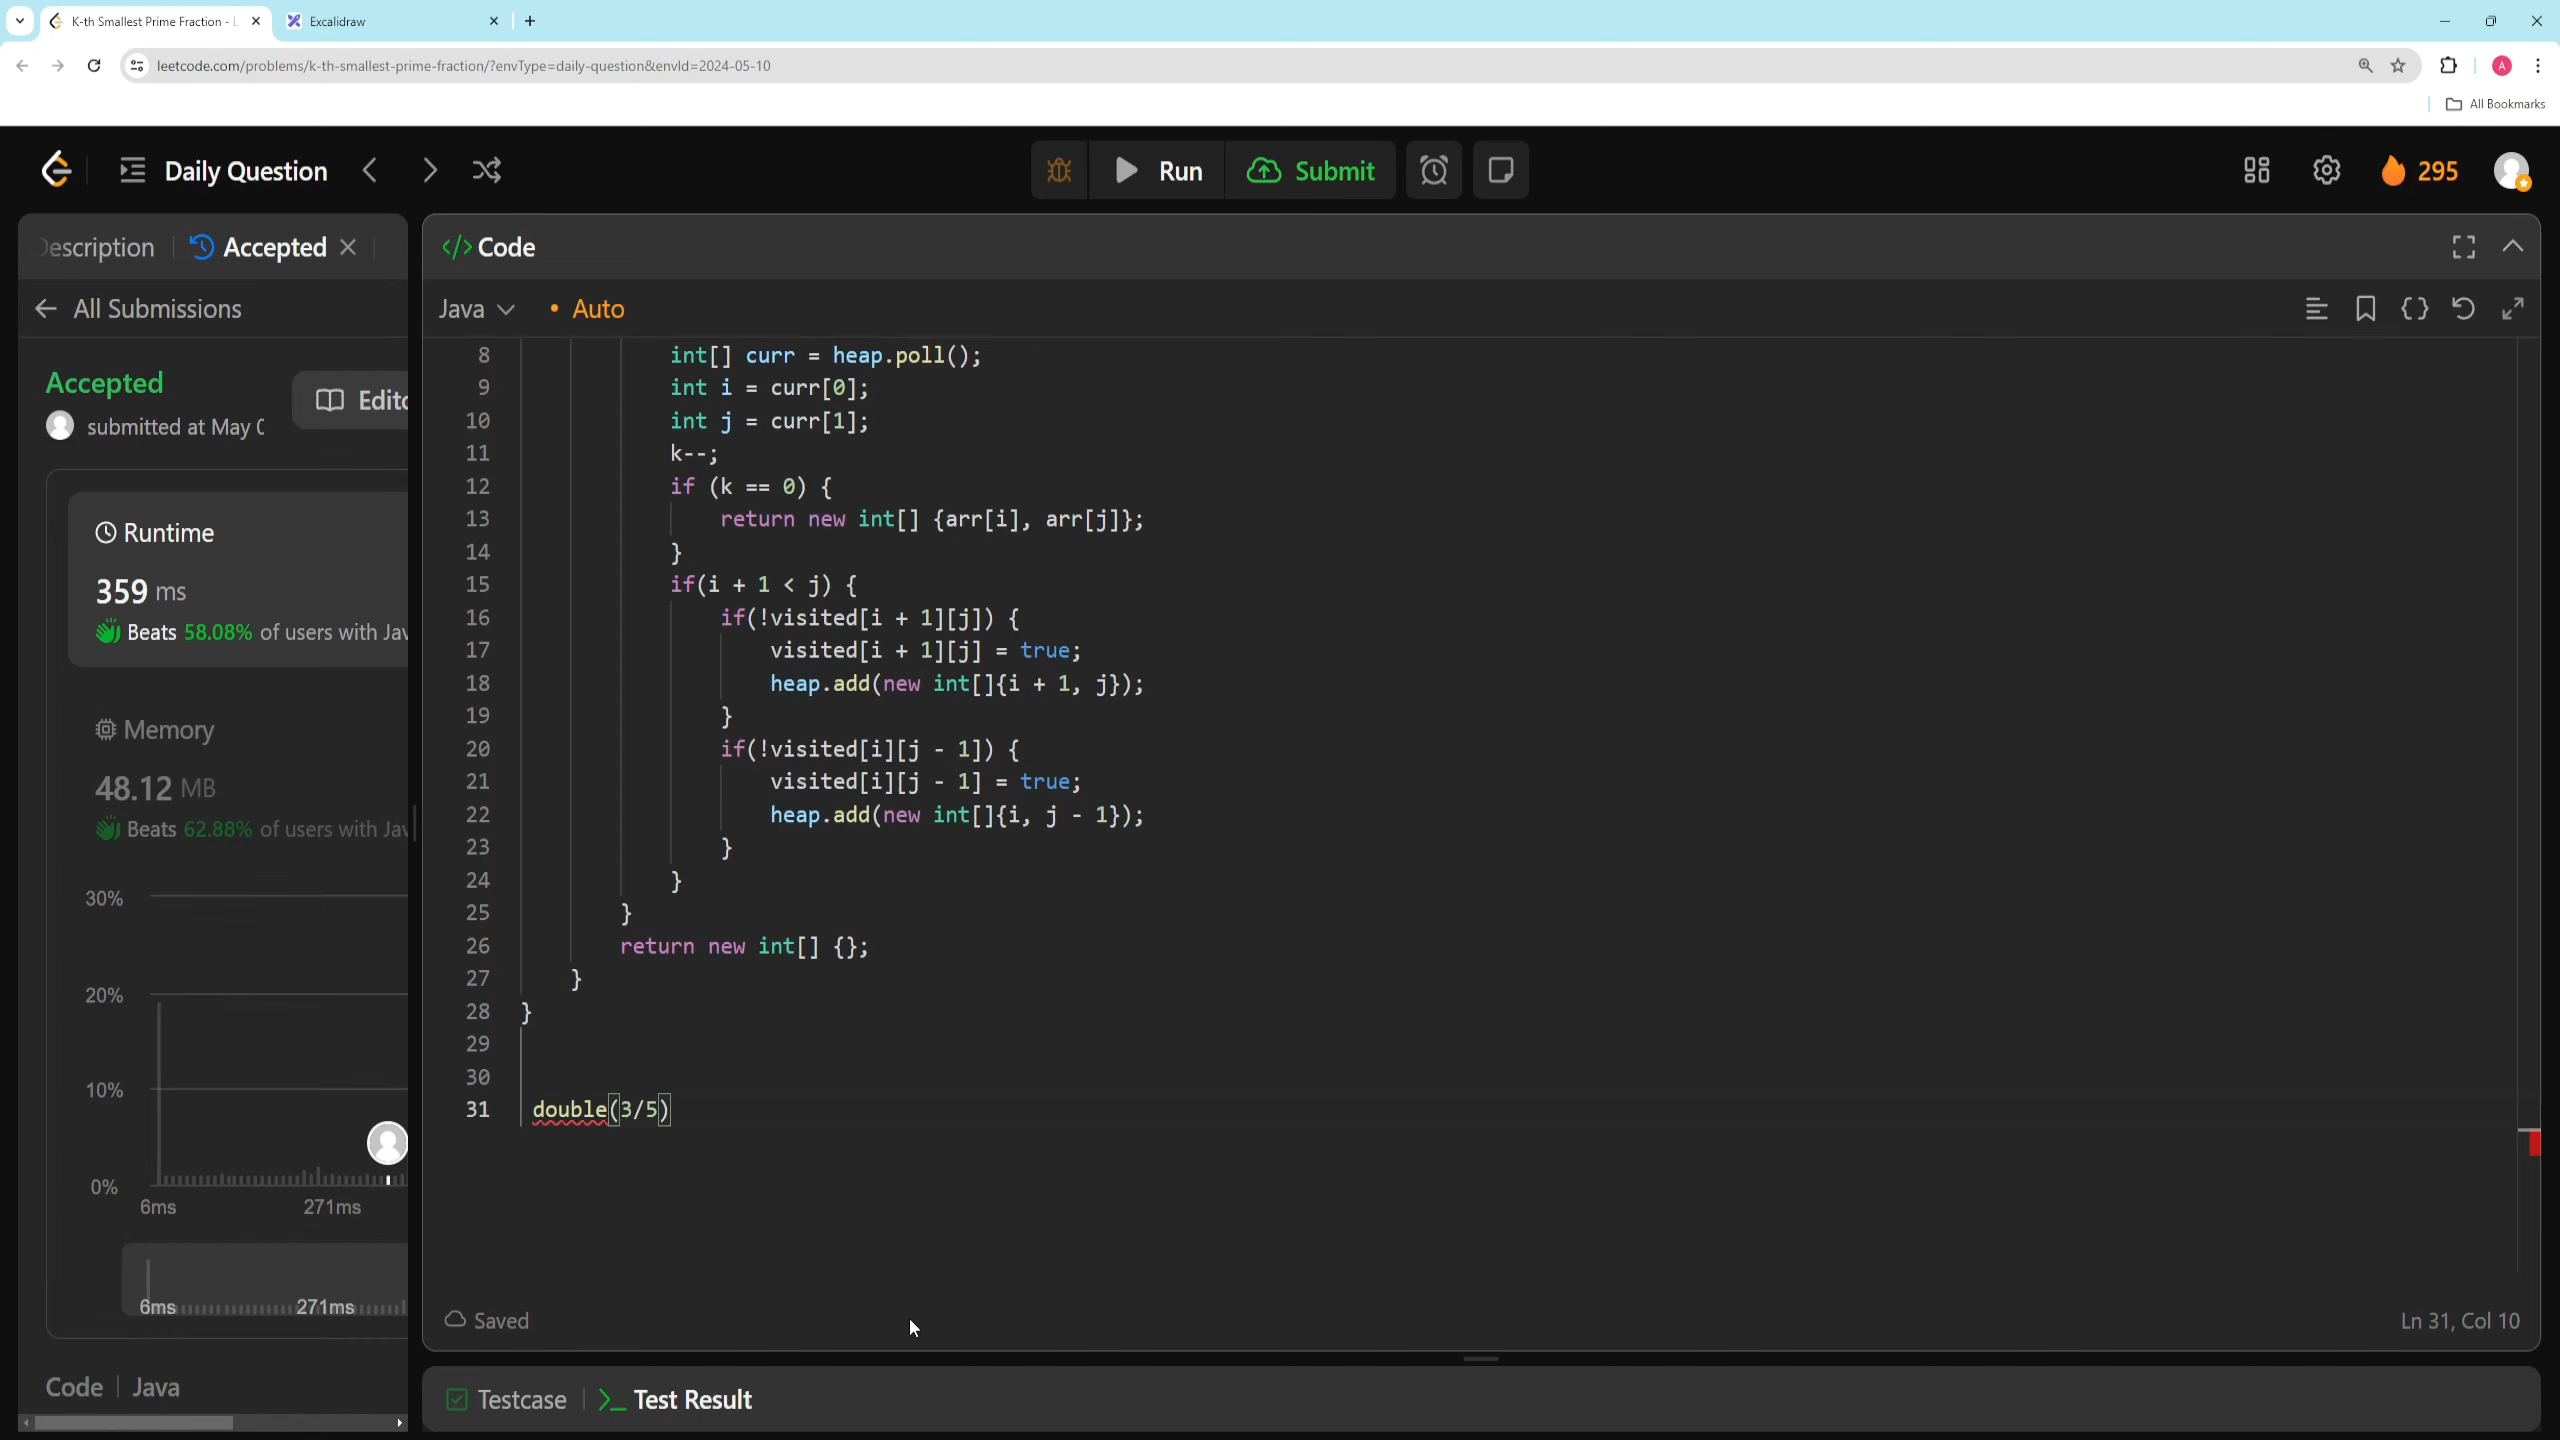 K-th Smallest Prime Fraction - L
Excalidraw
leetcode.com/problems/k-th-smallest-prime-fraction/?envType=daily-question&envId=2024-05-10
A
All Bookmarks
Daily Question
Run
Submit
295
Description
Accepted
Code
All Submissions
Java
Auto
Accepted
Edito
submitted at May 0
Runtime
359 ms
Beats 58.08% of users with Jav
Memory
48.12 MB
Beats 62.88% of users with Jav
30%
20%
10%
0%
6ms
271ms
6ms
271ms
Code
Java
8 int[] curr = heap.poll();
9 int i = curr[0];
10 int j = curr[1];
11 k--;
12 if (k == 0) {
13 return new int[] {arr[i], arr[j]};
14 }
15 if(i + 1 < j) {
16 if(!visited[i + 1][j]) {
17 visited[i + 1][j] = true;
18 heap.add(new int[]{i + 1, j});
19 }
20 if(!visited[i][j - 1]) {
21 visited[i][j - 1] = true;
22 heap.add(new int[]{i, j - 1});
23 }
24 }
25 }
26 return new int[] {};
27 }
28 }
29
30
31 double(3/5)
Saved
Ln 31, Col 10
Testcase
Test Result